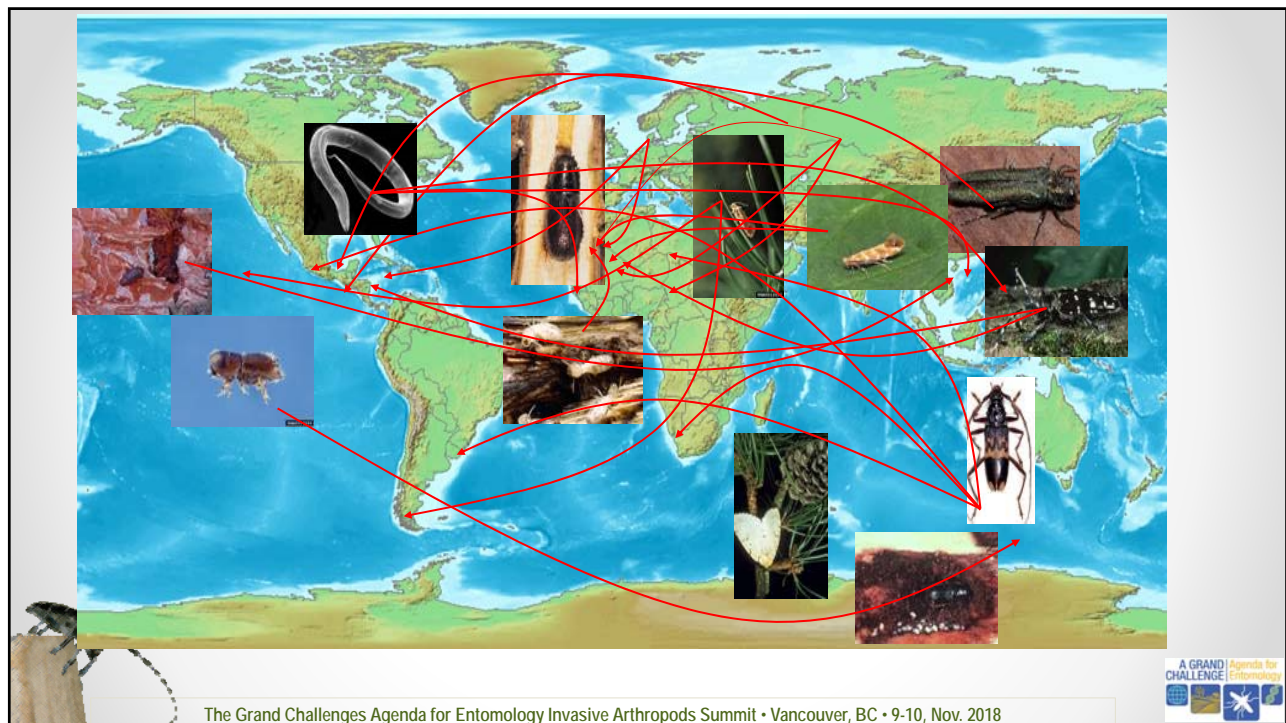 The Grand Challenges Agenda for Entomology Invasive Arthropods Summit • Vancouver, BC • 9-10, Nov. 2018
A GRAND
CHALLENGE
Agenda for
Entomology